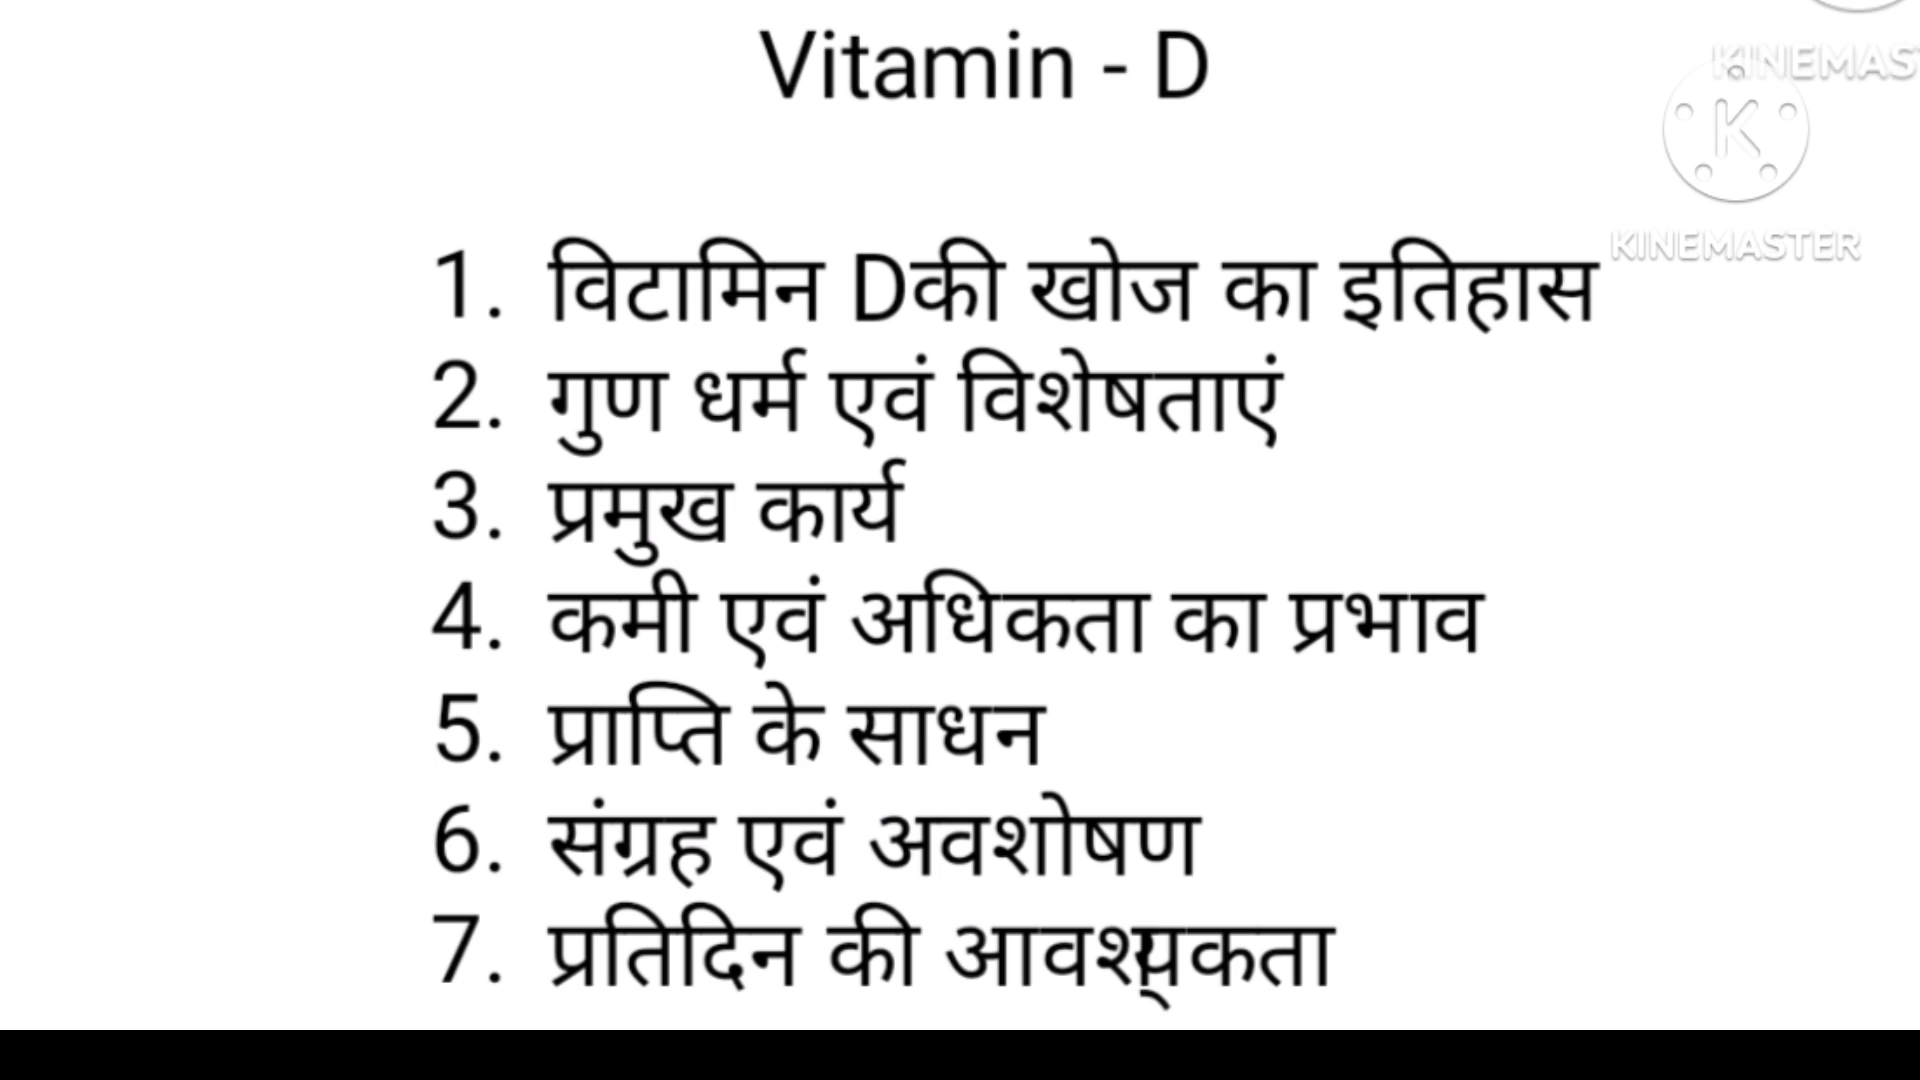 Vitamin - D
KINEMAS
K
KINEMASTER
1. विटामिन Dकी खोज का इतिहास
2. गुण धर्म एवं विशेषताएं
3. प्रमुख कार्य
4. कमी एवं अधिकता का प्रभाव
5. प्राप्ति के साधन
6. संग्रह एवं अवशोषण
7. प्रतिदिन की आवश्यकता